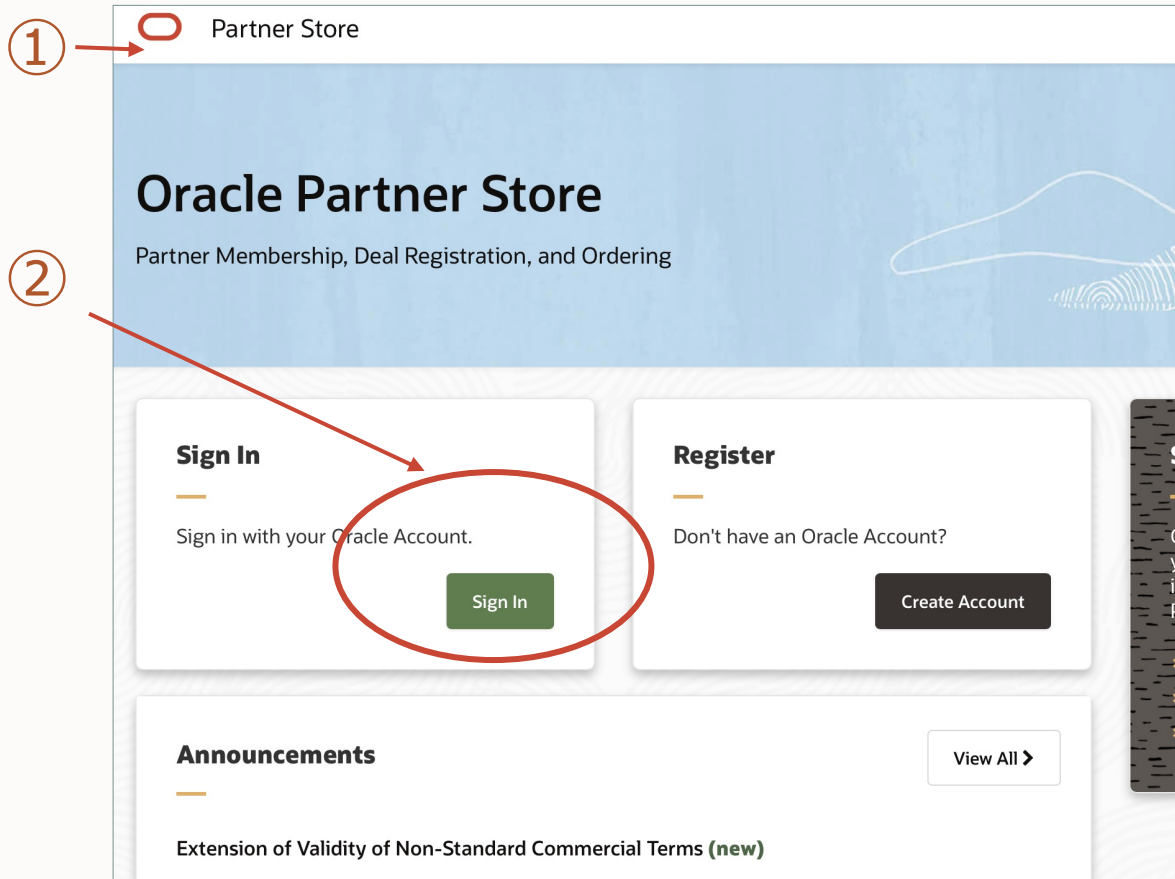 ①
Partner Store
Oracle Partner Store
②
Partner Membership, Deal Registration, and Ordering
Sign In
Sign in with your Oracle Account.
Sign In
Register
Don't have an Oracle Account?
Create Account
Announcements
View All
Extension of Validity of Non-Standard Commercial Terms (new)